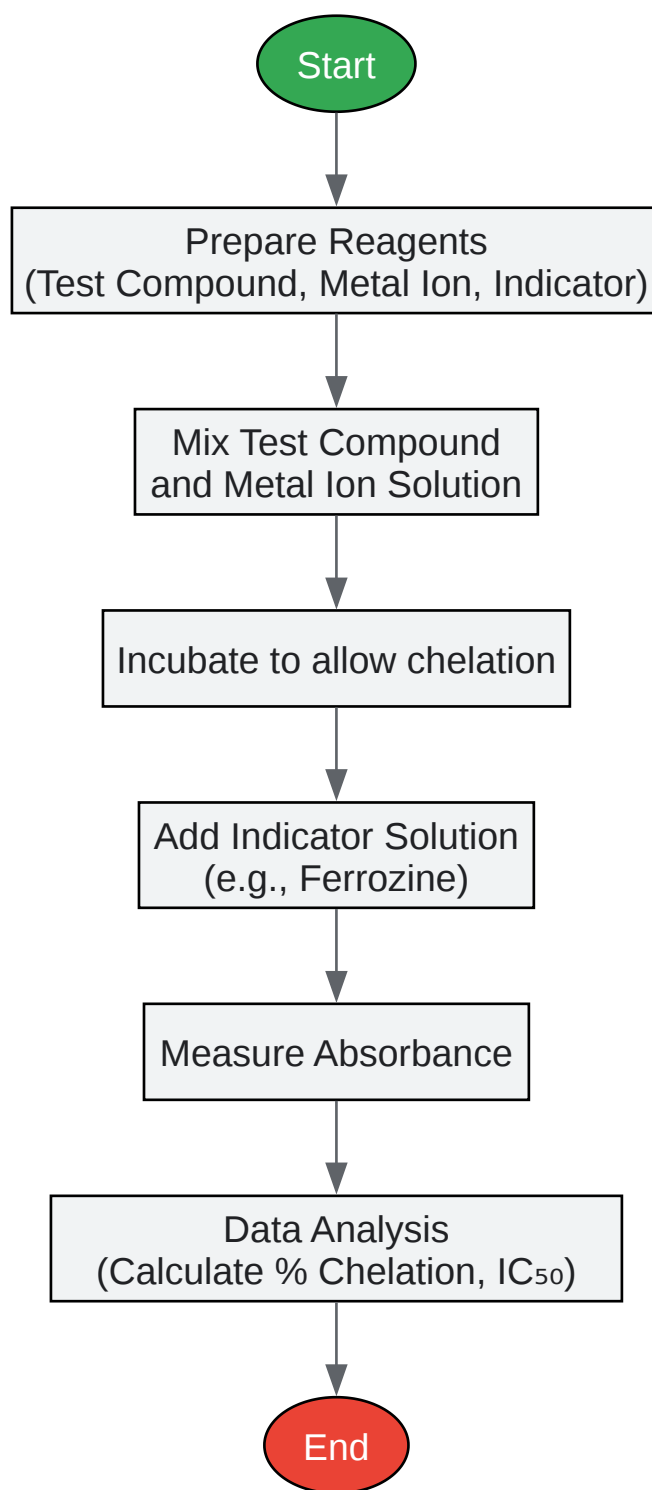 Start
Prepare Reagents
(Test Compound, Metal Ion, Indicator)
Mix Test Compound
and Metal Ion Solution
Incubate to allow chelation
Add Indicator Solution
(e.g., Ferrozine)
Measure Absorbance
Data Analysis
(Calculate % Chelation, IC₅₀)
End